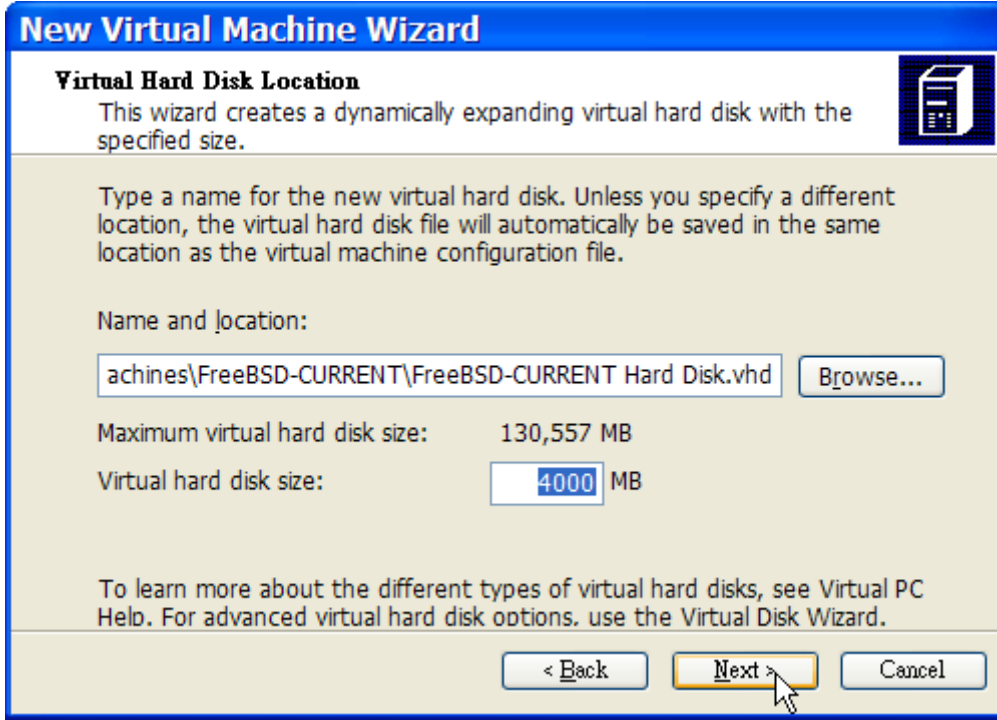 New Virtual Machine Wizard
Virtual Hard Disk Location
This wizard creates a dynamically expanding virtual hard disk with the
specified size.
Type a name for the new virtual hard disk. Unless you specify a different
location, the virtual hard disk file will automatically be saved in the same
location as the virtual machine configuration file.
Name and location:
achines\FreeBSD-CURRENT\FreeBSD-CURRENT Hard Disk.vhd Browse...
Maximum virtual hard disk size: 130,557 MB
Virtual hard disk size: 4000 MB
To learn more about the different types of virtual hard disks, see Virtual PC
Help. For advanced virtual hard disk options, use the Virtual Disk Wizard.
< Back Next > Cancel